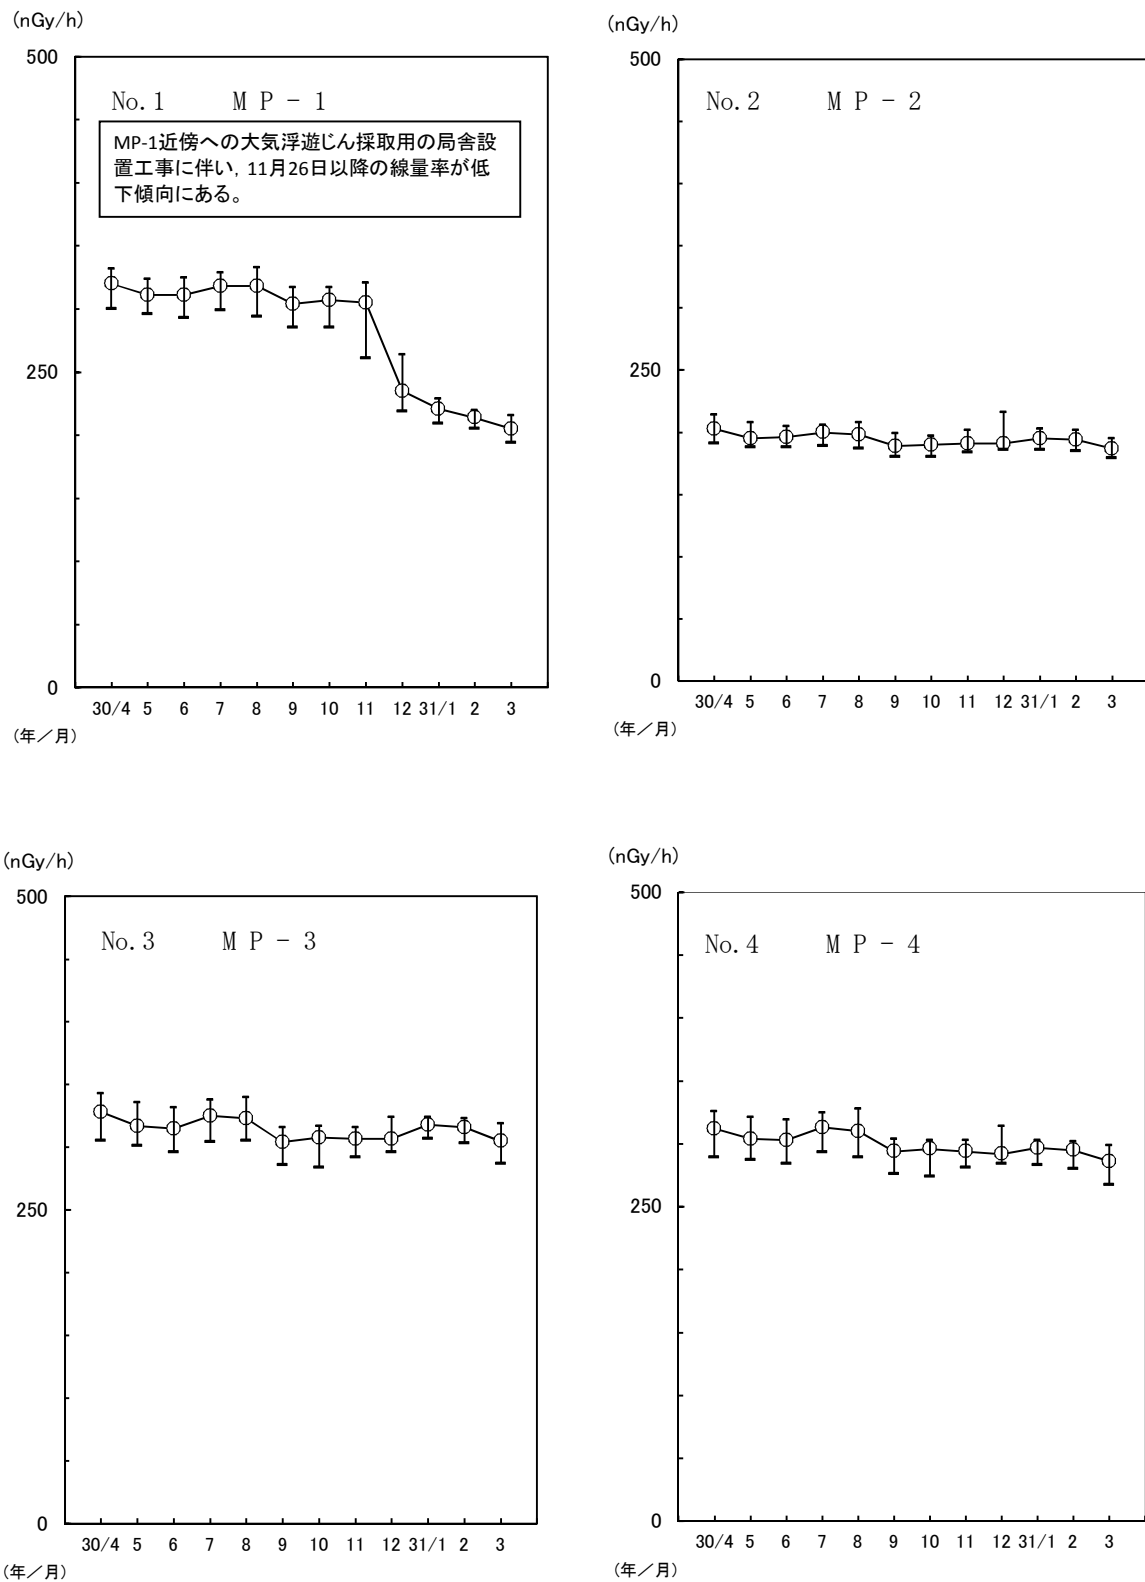 (nGy/h)
500
No.1 ＭＰ－１
MP-1近傍への大気浮遊じん採取用の局舎設
置工事に伴い，11月26日以降の線量率が低
下傾向にある。
250
0
30/4 5 6 7 8 9 10 11 12 31/1 2 3
(年／月)
(nGy/h)
500
No.2 ＭＰ－２
250
0
30/4 5 6 7 8 9 10 11 12 31/1 2 3
(年／月)
(nGy/h)
500
No.3 ＭＰ－３
250
0
30/4 5 6 7 8 9 10 11 12 31/1 2 3
(年／月)
(nGy/h)
500
No.4 ＭＰ－４
250
0
30/4 5 6 7 8 9 10 11 12 31/1 2 3
(年／月)